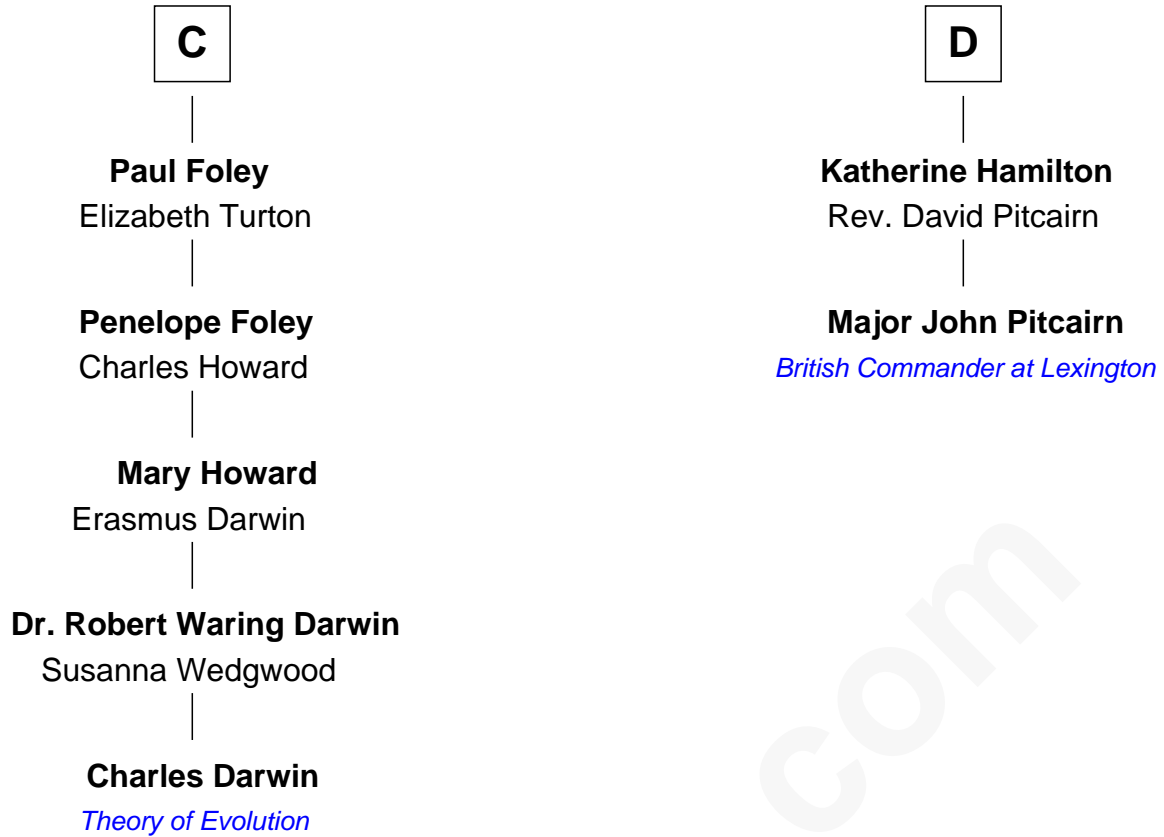 C
Paul Foley
Elizabeth Turton
Penelope Foley
Charles Howard
Mary Howard
Erasmus Darwin
Dr. Robert Waring Darwin
Susanna Wedgwood
Charles Darwin
Theory of Evolution
D
Katherine Hamilton
Rev. David Pitcairn
Major John Pitcairn
British Commander at Lexington
com